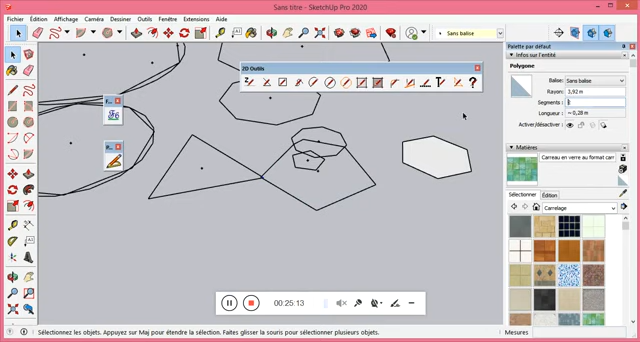 Sans titre - SketchUp Pro 2020
Fichier Édition Affichage Caméra Dessiner Outils Fenêtre Extensions Aide
Sans balise
Palette par défaut
Infos sur l'entité
Polygone
Balise: Sans balise
Rayon: 3,92 m
Segments :
Longueur : ~ 0,28 m
Activer/désactiver :
2D Outils
F...
R...
Matières
Carreau en verre au format carr
Sélectionner Édition
Carrelage
00:25:13
Sélectionnez les objets. Appuyez sur Maj pour étendre la sélection. Faites glisser la souris pour sélectionner plusieurs objets.
Mesures